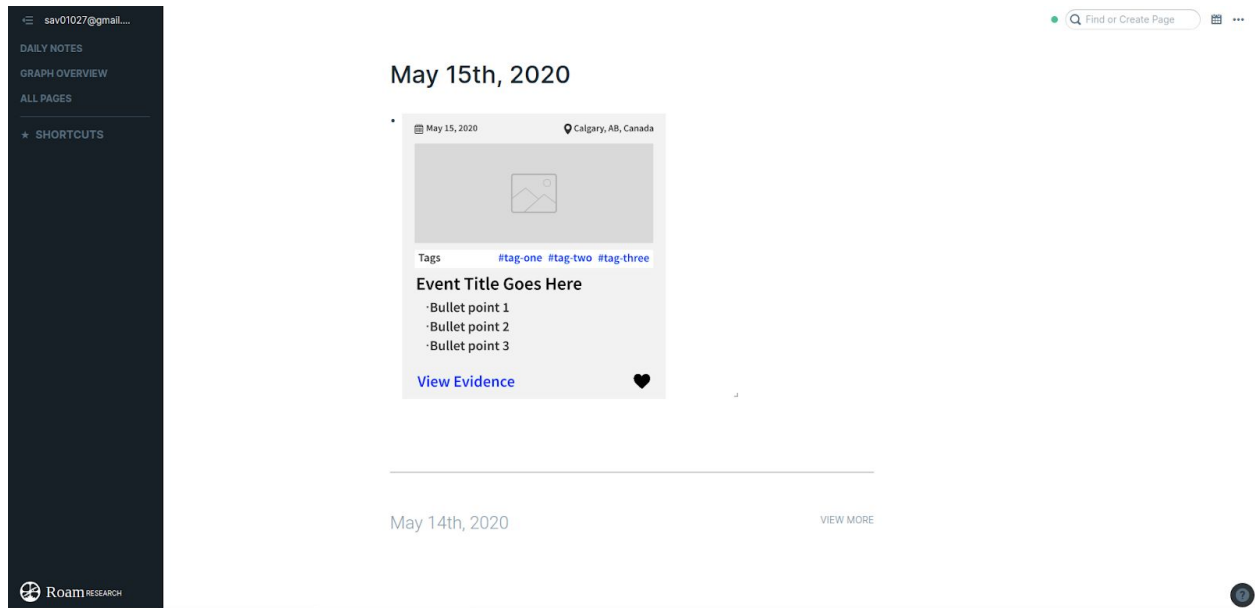 sav01027@gmail....
DAILY NOTES
GRAPH OVERVIEW
ALL PAGES
★ SHORTCUTS
Roam RESEARCH
Find or Create Page
May 15th, 2020
May 15, 2020
Calgary, AB, Canada
Tags #tag-one #tag-two #tag-three
Event Title Goes Here
·Bullet point 1
·Bullet point 2
·Bullet point 3
View Evidence
May 14th, 2020
VIEW MORE
?